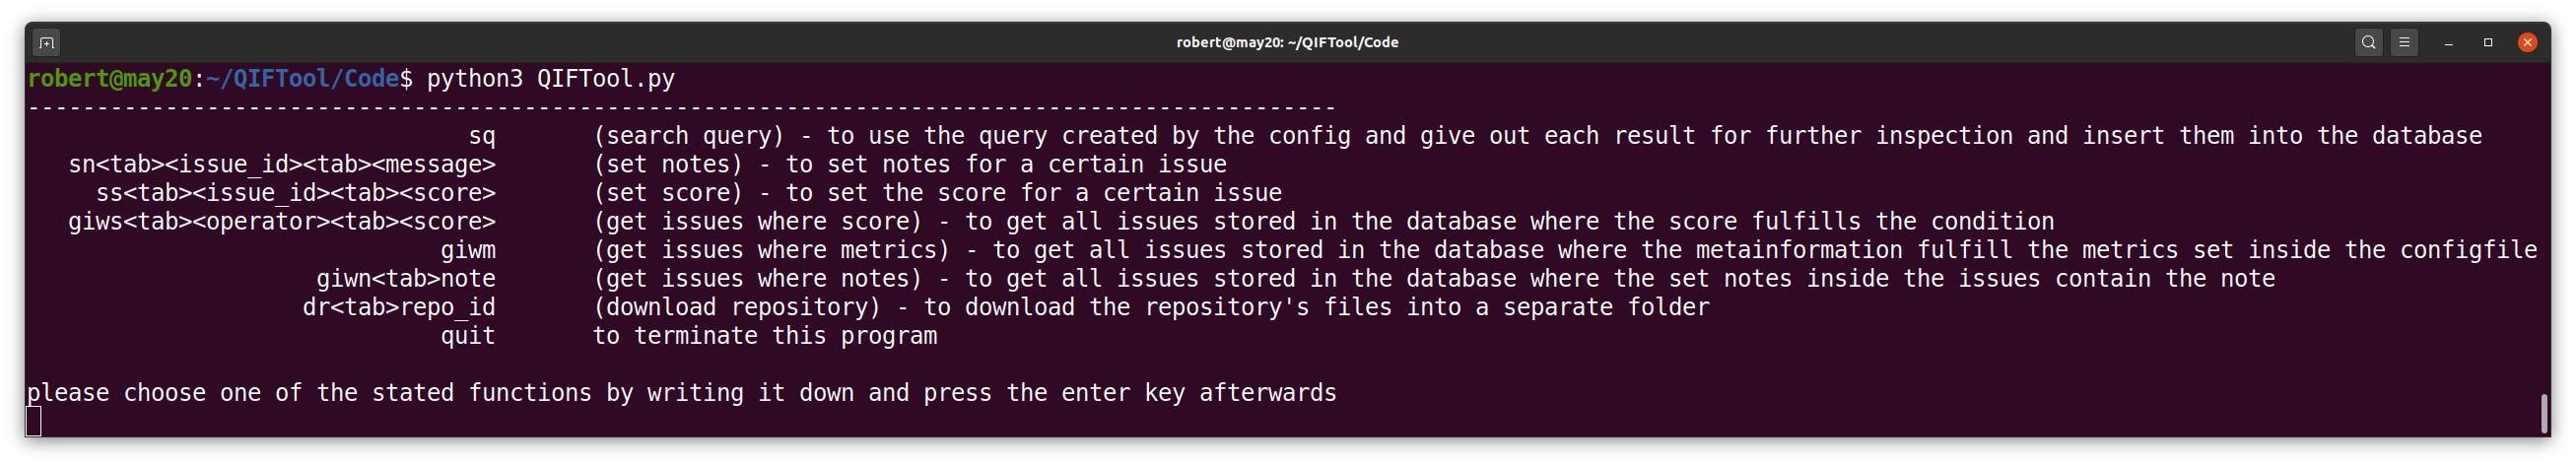 robert@may20: ~/QIFTool/Code
robert@may20:~/QIFTool/Code$ python3 QIFTool.py
-----------------------------------------------------------------------------------------------
sq (search query) - to use the query created by the config and give out each result for further inspection and insert them into the database
sn<tab><issue_id><tab><message> (set notes) - to set notes for a certain issue
ss<tab><issue_id><tab><score> (set score) - to set the score for a certain issue
giws<tab><operator><tab><score> (get issues where score) - to get all issues stored in the database where the score fulfills the condition
giwm (get issues where metrics) - to get all issues stored in the database where the metainformation fulfill the metrics set inside the configfile
giwn<tab>note (get issues where notes) - to get all issues stored in the database where the set notes inside the issues contain the note
dr<tab>repo_id (download repository) - to download the repository's files into a separate folder
quit to terminate this program
please choose one of the stated functions by writing it down and press the enter key afterwards